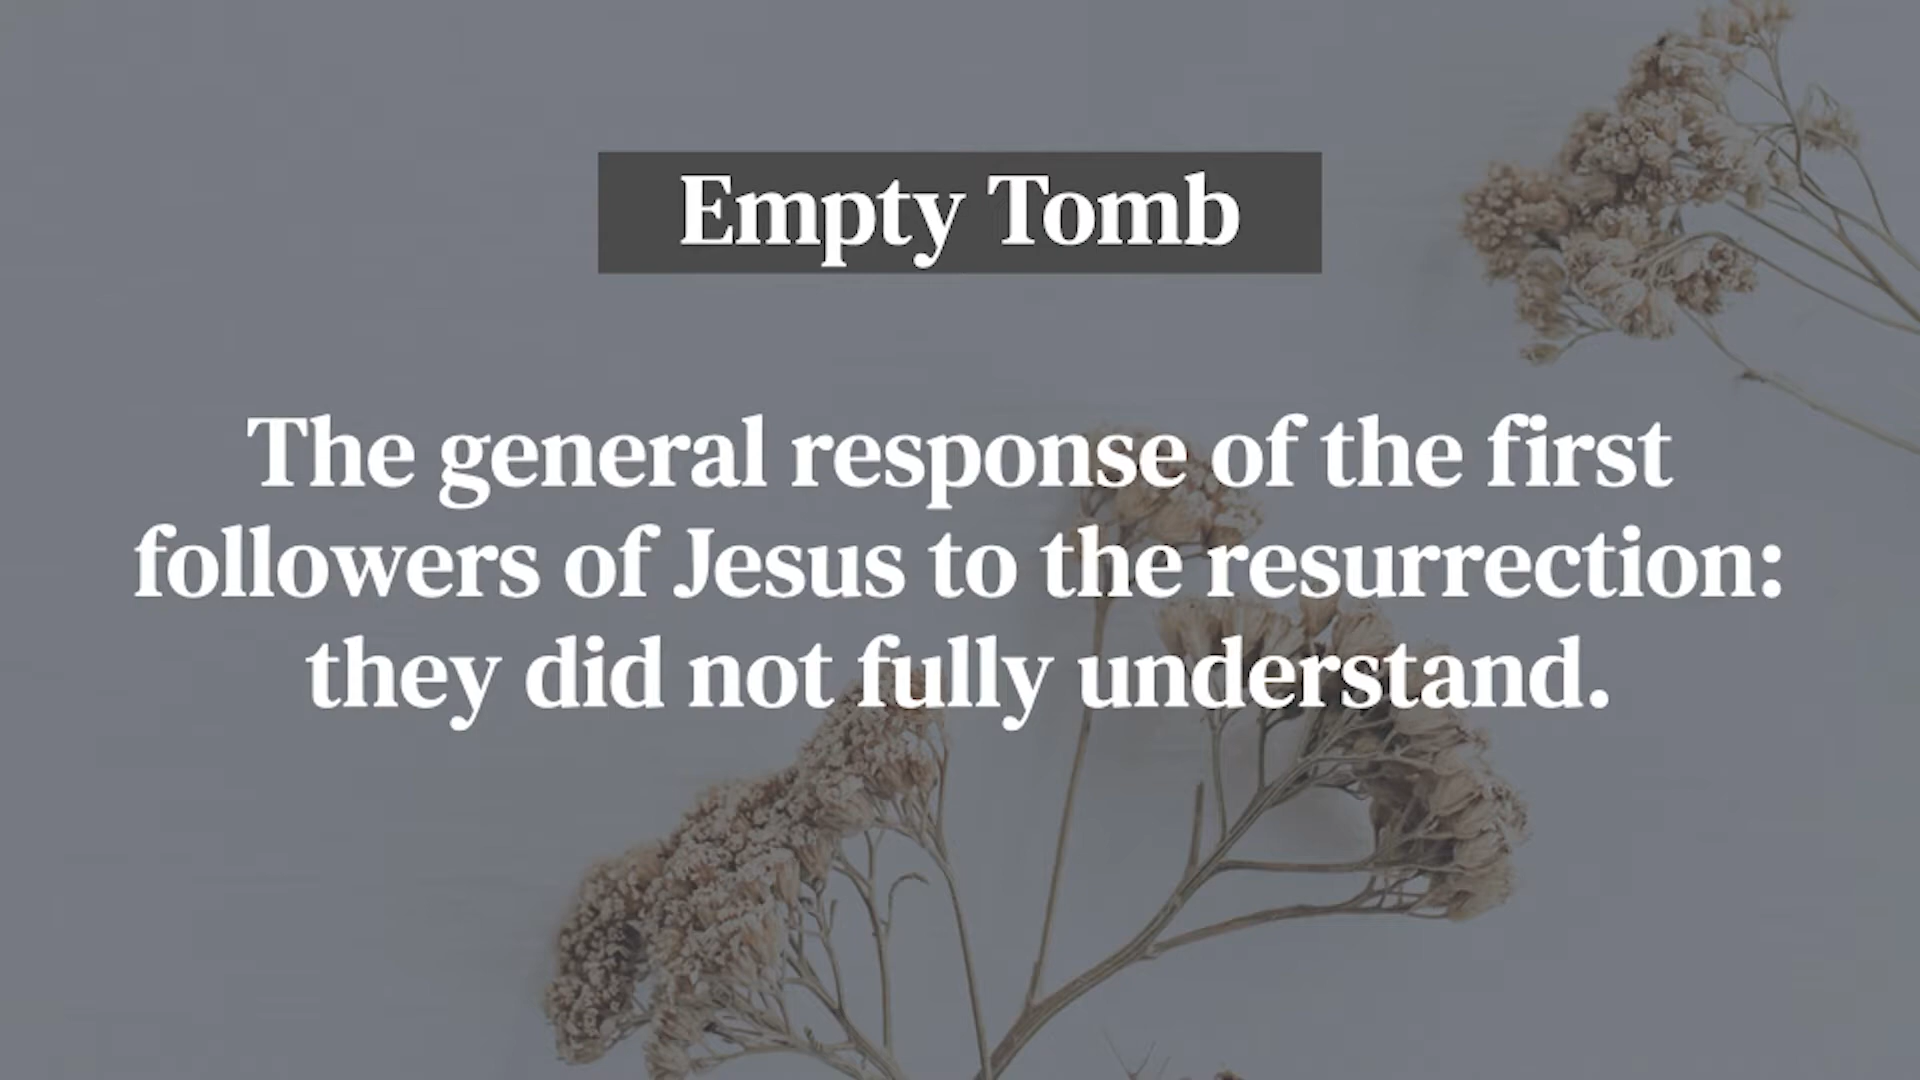 Empty Tomb
The general response of the first
followers of Jesus to the resurrection:
they did not fully understand.